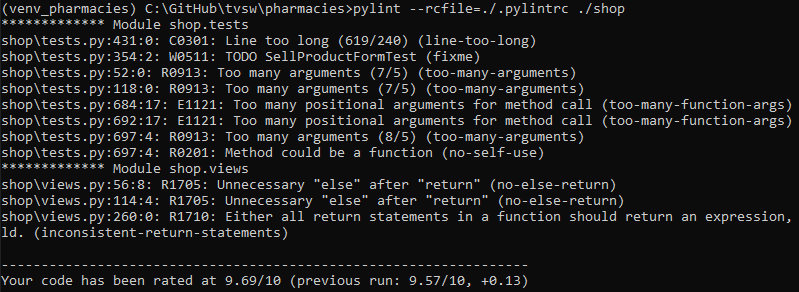 (venv_pharmacies) C:\GitHub\tvsw\pharmacies>pylint --rcfile=./.pylintrc ./shop
************* Module shop.tests
shop\tests.py:431:0: C0301: Line too long (619/240) (line-too-long)
shop\tests.py:354:2: W0511: TODO SellProductFormTest (fixme)
shop\tests.py:52:0: R0913: Too many arguments (7/5) (too-many-arguments)
shop\tests.py:118:0: R0913: Too many arguments (7/5) (too-many-arguments)
shop\tests.py:684:17: E1121: Too many positional arguments for method call (too-many-function-args)
shop\tests.py:692:17: E1121: Too many positional arguments for method call (too-many-function-args)
shop\tests.py:697:4: R0913: Too many arguments (8/5) (too-many-arguments)
shop\tests.py:697:4: R0201: Method could be a function (no-self-use)
************* Module shop.views
shop\views.py:56:8: R1705: Unnecessary "else" after "return" (no-else-return)
shop\views.py:114:4: R1705: Unnecessary "else" after "return" (no-else-return)
shop\views.py:260:0: R1710: Either all return statements in a function should return an expression,
ld. (inconsistent-return-statements)
------------------------------------------------------------------
Your code has been rated at 9.69/10 (previous run: 9.57/10, +0.13)